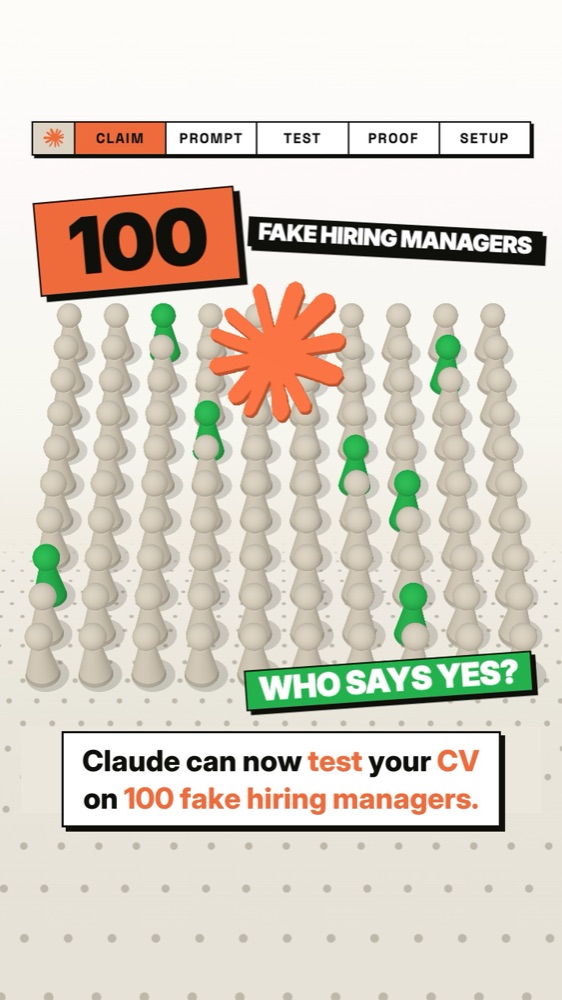 CLAIM PROMPT TEST PROOF SETUP
100
FAKE HIRING MANAGERS
WHO SAYS YES?
Claude can now test your CV
on 100 fake hiring managers.